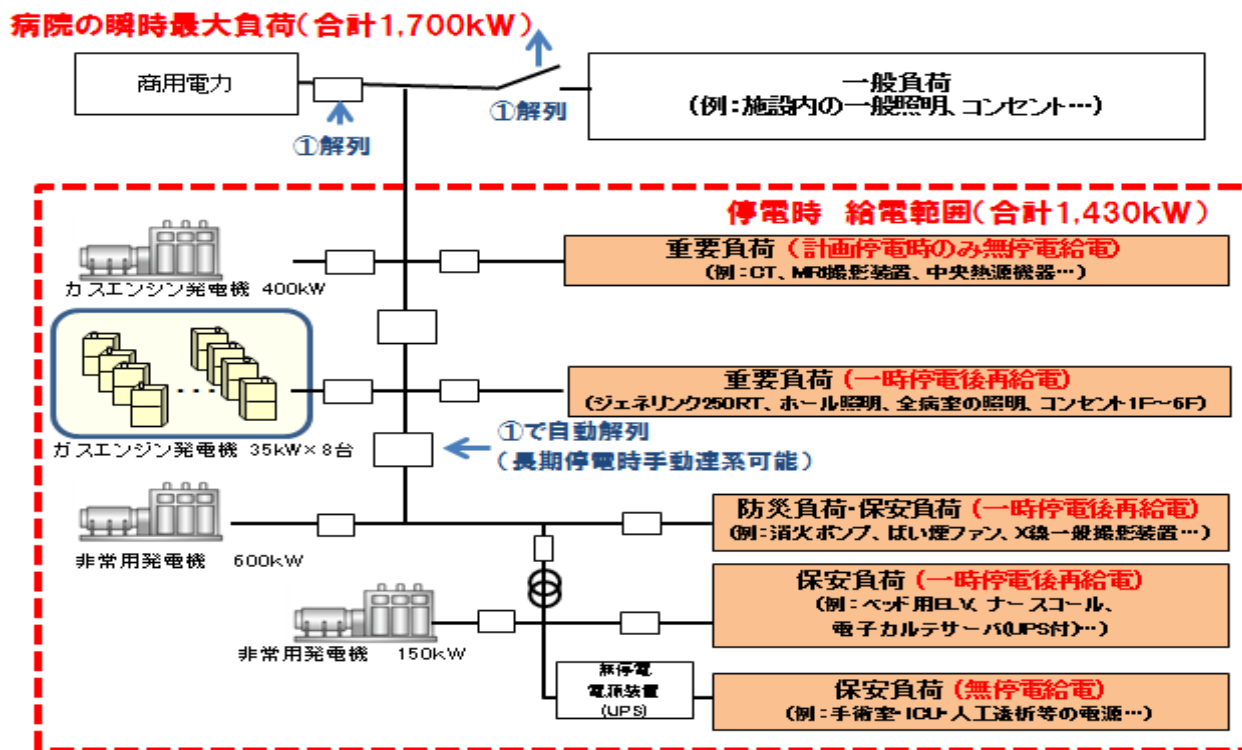 病院の瞬時最大負荷(合計1,700kW)
商用電力
一般負荷
(例:施設内の一般照明、コンセント…)
①解列
①解列
停電時 給電範囲(合計1,430kW)
重要負荷(計画停電時のみ無停電給電)
(例:CT、MRI撮影装置、中央熱源機器…)
ガスエンジン発電機 400kW
重要負荷(一時停電後再給電)
(ジェネリンク250RT、ホール照明、全病室の照明、コンセント1F~6F)
・・・
ガスエンジン発電機 35kW×8台
①で自動解列
(長期停電時手動連系可能)
防災負荷・保安負荷(一時停電後再給電)
(例:消火ポンプ、ばい煙ファン、X線一般撮影装置…)
非常用発電機 600kW
保安負荷(一時停電後再給電)
(例:ベッド用ELV、ナースコール、
電子カルテサーバ(UPS付)…)
非常用発電機 150kW
無停電
電源装置
(UPS)
保安負荷(無停電給電)
(例:手術室・ICU・人工透析等の電源…)